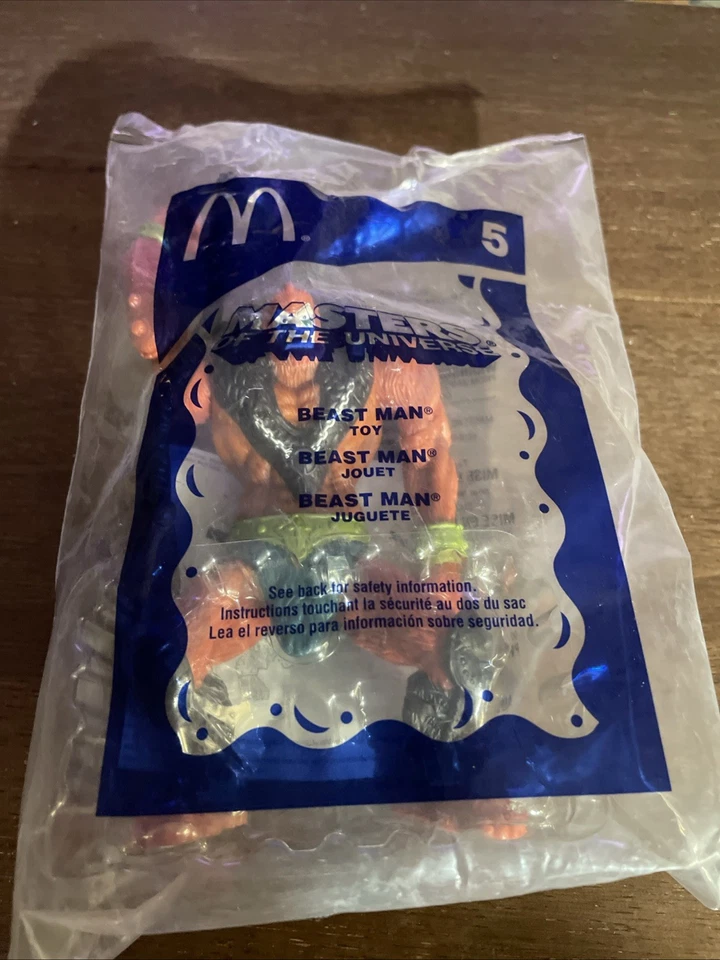 M
5
MASTERS®
OF THE UNIVERSE
BEAST MAN®
TOY
BEAST MAN®
JOUET
BEAST MAN®
JUGUETE
See back for safety information.
Instructions touchant la sécurité au dos du sac
Lea el reverso para información sobre seguridad.